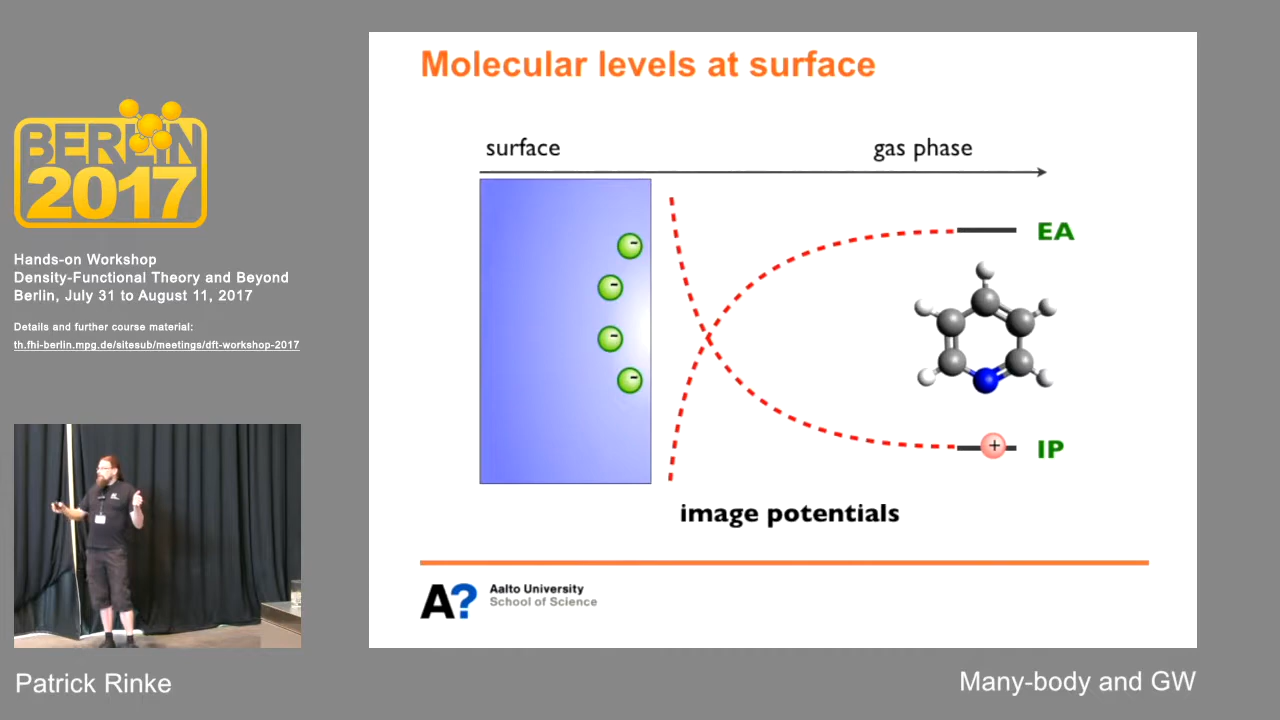 BERLIN
2017
Hands-on Workshop
Density-Functional Theory and Beyond
Berlin, July 31 to August 11, 2017
Details and further course material:
th.fhi-berlin.mpg.de/sitesub/meetings/dft-workshop-2017
Patrick Rinke
Molecular levels at surface
surface
gas phase
-
-
-
-
EA
+
IP
image potentials
A?
Aalto University
School of Science
Many-body and GW